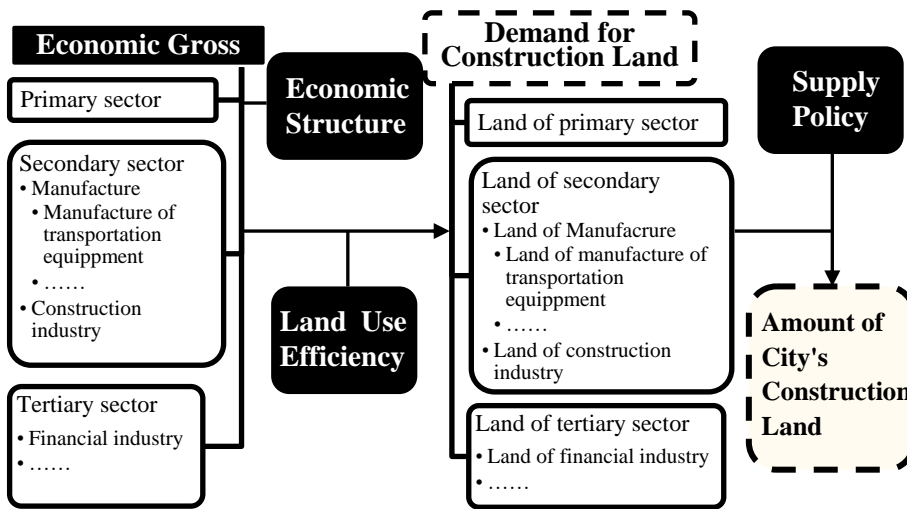 Economic Gross
Primary sector
Secondary sector
• Manufacture
• Manufacture of
transportation
equippment
• ……
• Construction
industry
Tertiary sector
• Financial industry
• ……
Economic
Structure
Land Use
Efficiency
Demand for
Construction Land
Land of primary sector
Land of secondary
sector
• Land of Manufacrure
• Land of manufacture of
transportation
equippment
• ……
• Land of construction
industry
Land of tertiary sector
• Land of financial industry
• ……
Supply
Policy
Amount of
City's
Construction
Land